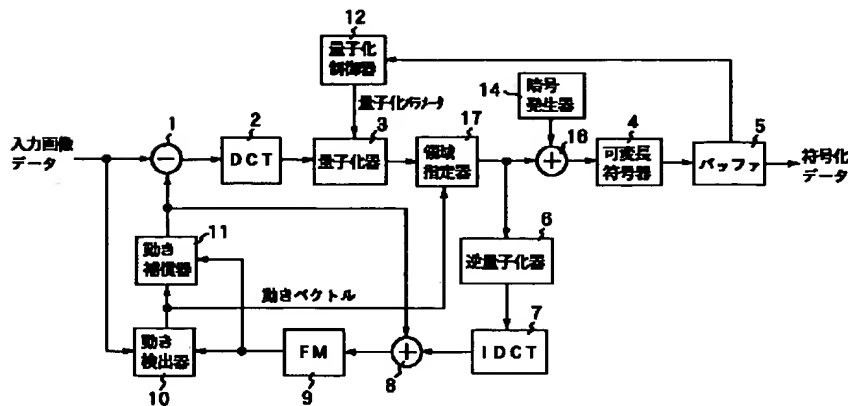 12
量子化
制御器
量子化パラメータ
14
暗号
発生器
入力画像
データ
1
2
DCT
3
量子化器
17
領域
指定器
16
4
可変長
符号器
5
バッファ
符号化
データ
11
動き
補償器
動きベクトル
6
逆量子化器
7
IDCT
8
FM
9
動き
検出器
10